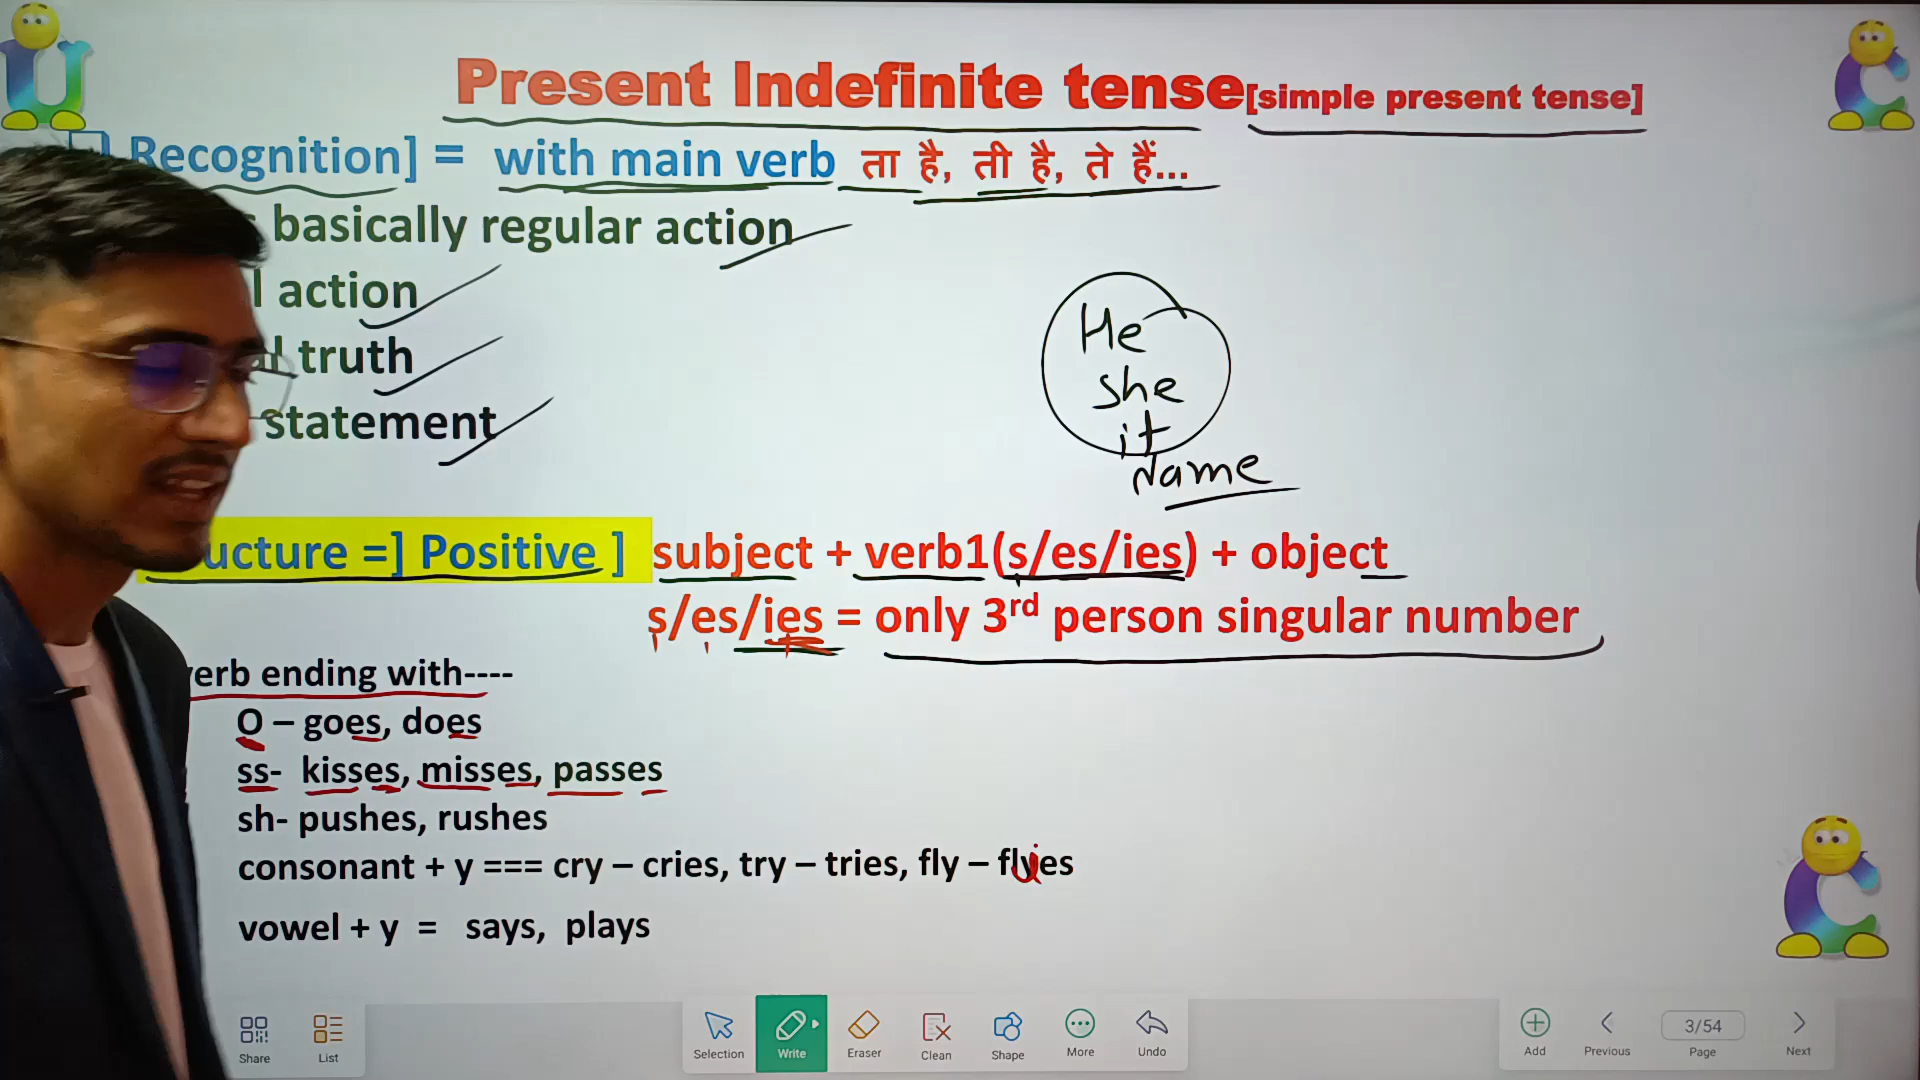 Present Indefinite tense[simple present tense]
Recognition] = with main verb ता है, ती है, ते हैं...
basically regular action
action
truth
statement
He
she
it
Name
ucture =] Positive ] subject + verb1(s/es/ies) + object
s/es/ies = only 3rd person singular number
verb ending with----
O – goes, does
ss- kisses, misses, passes
sh- pushes, rushes
consonant + y === cry – cries, try – tries, fly – flies
vowel + y = says, plays
Share
List
Selection
Write
Eraser
Clean
Shape
More
Undo
Add
Previous
3/54
Page
Next